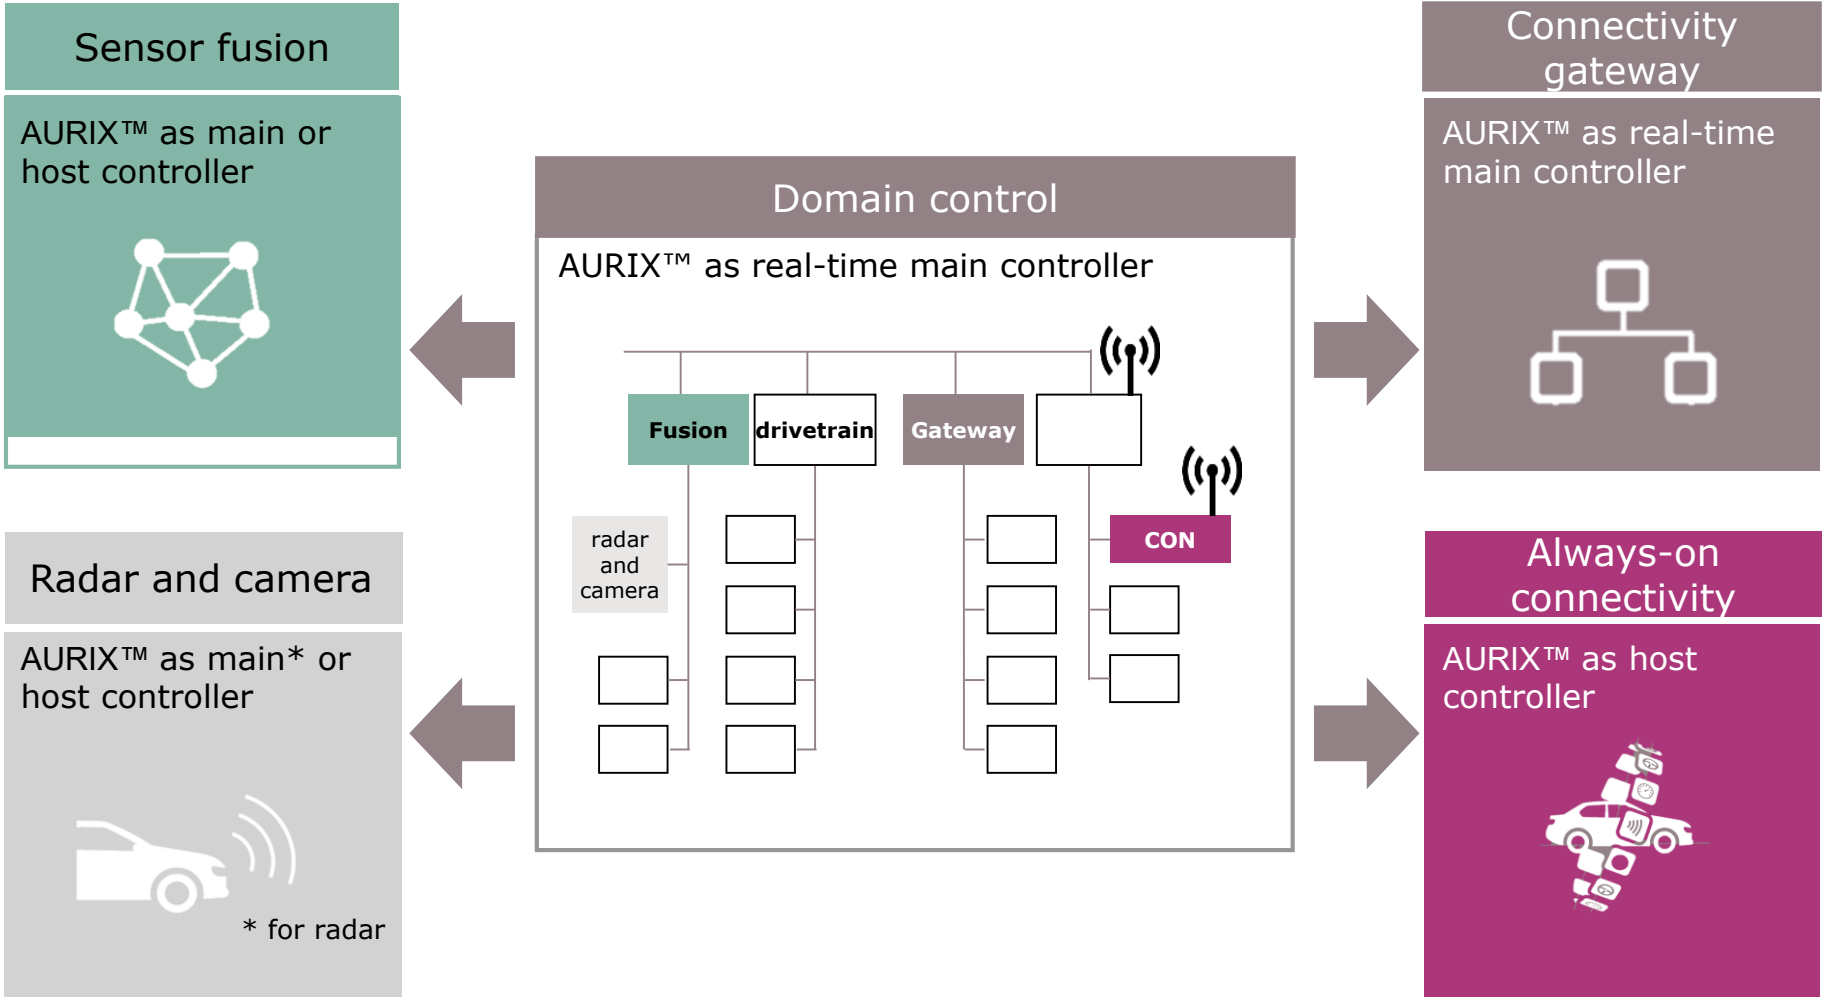 Sensor fusion
AURIX™ as main or
host controller
Radar and camera
AURIX™ as main* or
host controller
* for radar
Domain control
AURIX™ as real-time main controller
Fusion
drivetrain
Gateway
radar
and
camera
CON
Connectivity
gateway
AURIX™ as real-time
main controller
Always-on
connectivity
AURIX™ as host
controller